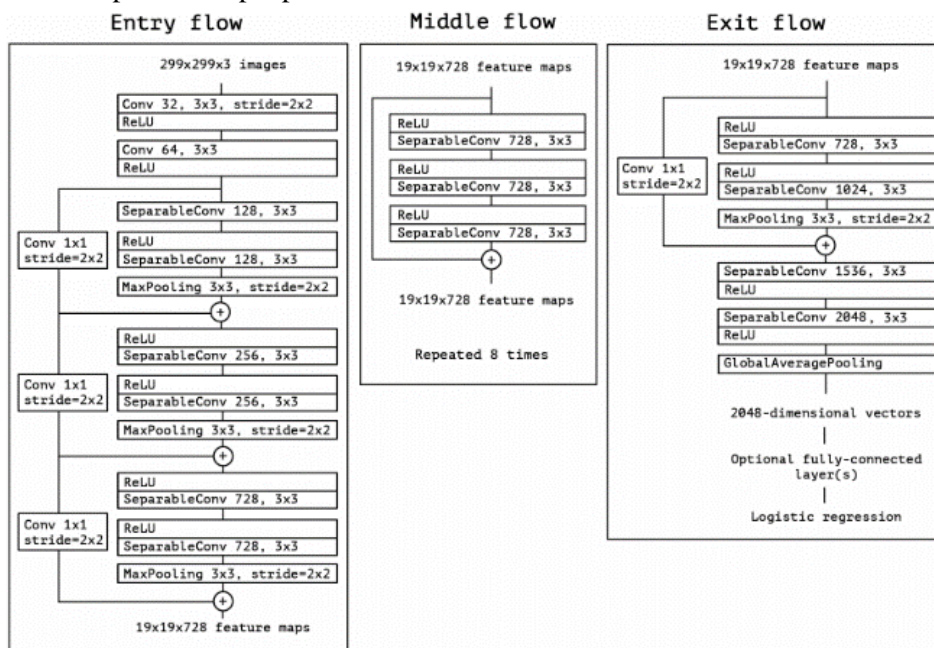 Entry flow
299x299x3 images
Conv 32, 3x3, stride=2x2
ReLU
Conv 64, 3x3
ReLU
SeparableConv 128, 3x3
Conv 1x1
stride=2x2
ReLU
SeparableConv 128, 3x3
MaxPooling 3x3, stride=2x2
+
ReLU
SeparableConv 256, 3x3
Conv 1x1
stride=2x2
ReLU
SeparableConv 256, 3x3
MaxPooling 3x3, stride=2x2
+
ReLU
SeparableConv 728, 3x3
Conv 1x1
stride=2x2
ReLU
SeparableConv 728, 3x3
MaxPooling 3x3, stride=2x2
+
19x19x728 feature maps
Middle flow
19x19x728 feature maps
ReLU
SeparableConv 728, 3x3
ReLU
SeparableConv 728, 3x3
ReLU
SeparableConv 728, 3x3
+
19x19x728 feature maps
Repeated 8 times
Exit flow
19x19x728 feature maps
ReLU
SeparableConv 728, 3x3
Conv 1x1
stride=2x2
ReLU
SeparableConv 1024, 3x3
MaxPooling 3x3, stride=2x2
+
SeparableConv 1536, 3x3
ReLU
SeparableConv 2048, 3x3
ReLU
GlobalAveragePooling
2048-dimensional vectors
Optional fully-connected
layer(s)
Logistic regression